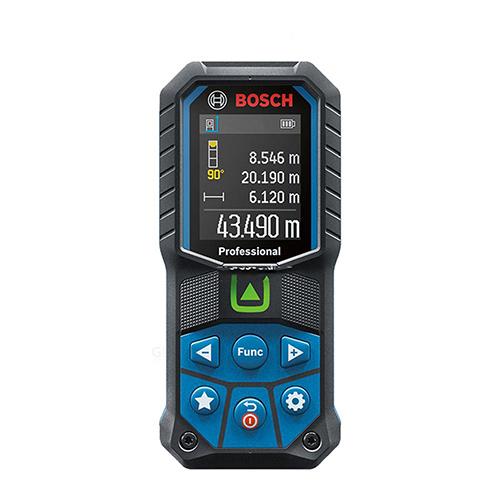 BOSCH
8.546 m
90° 20.190 m
6.120 m
43.490 m
Professional
- Func +